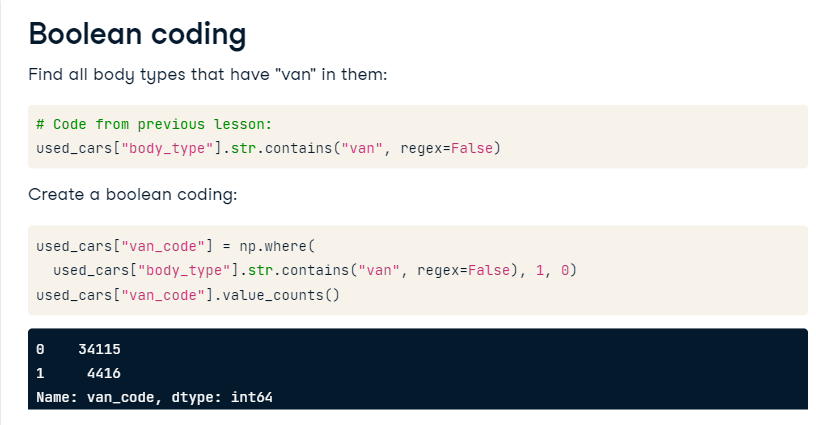 Boolean coding
Find all body types that have "van" in them:
# Code from previous lesson:
used_cars["body_type"].str.contains("van", regex=False)
Create a boolean coding:
used_cars["van_code"] = np.where(
  used_cars["body_type"].str.contains("van", regex=False), 1, 0)
used_cars["van_code"].value_counts()
0    34115
1     4416
Name: van_code, dtype: int64